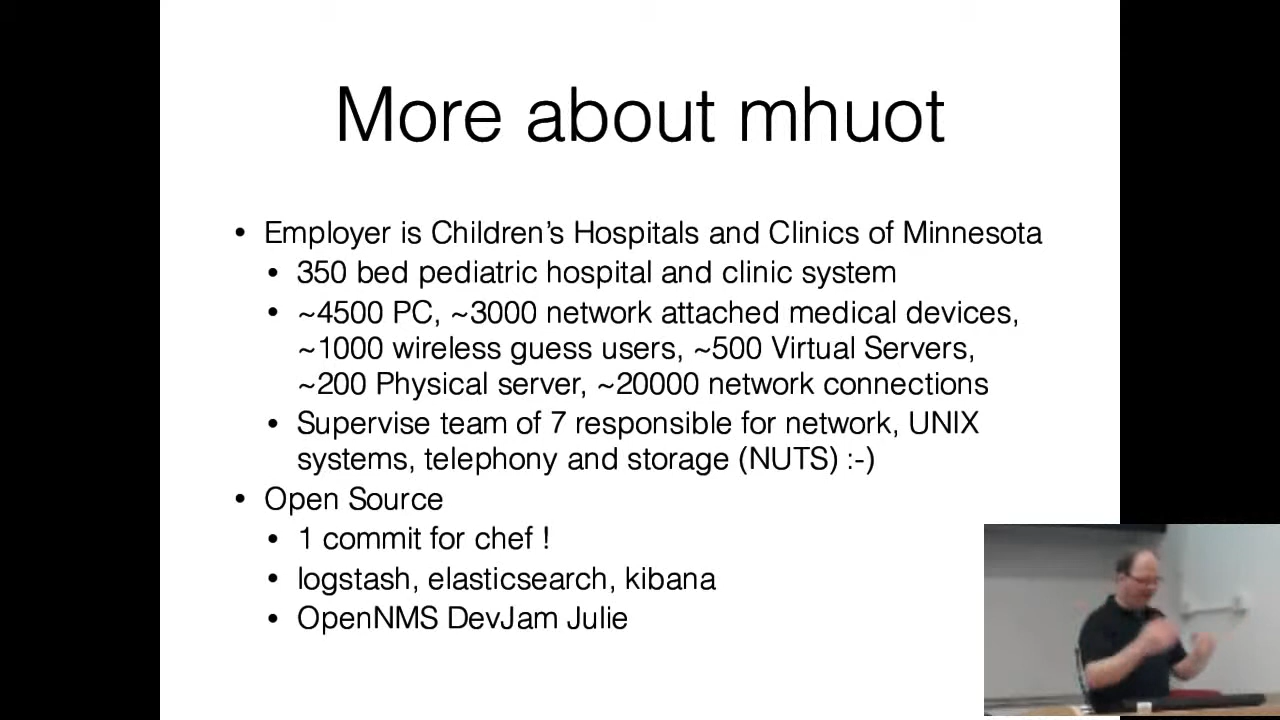 More about mhuot
• Employer is Children's Hospitals and Clinics of Minnesota
• 350 bed pediatric hospital and clinic system
• ~4500 PC, ~3000 network attached medical devices,
~1000 wireless guess users, ~500 Virtual Servers,
~200 Physical server, ~20000 network connections
• Supervise team of 7 responsible for network, UNIX
systems, telephony and storage (NUTS) :-)
• Open Source
• 1 commit for chef !
• logstash, elasticsearch, kibana
• OpenNMS DevJam Julie